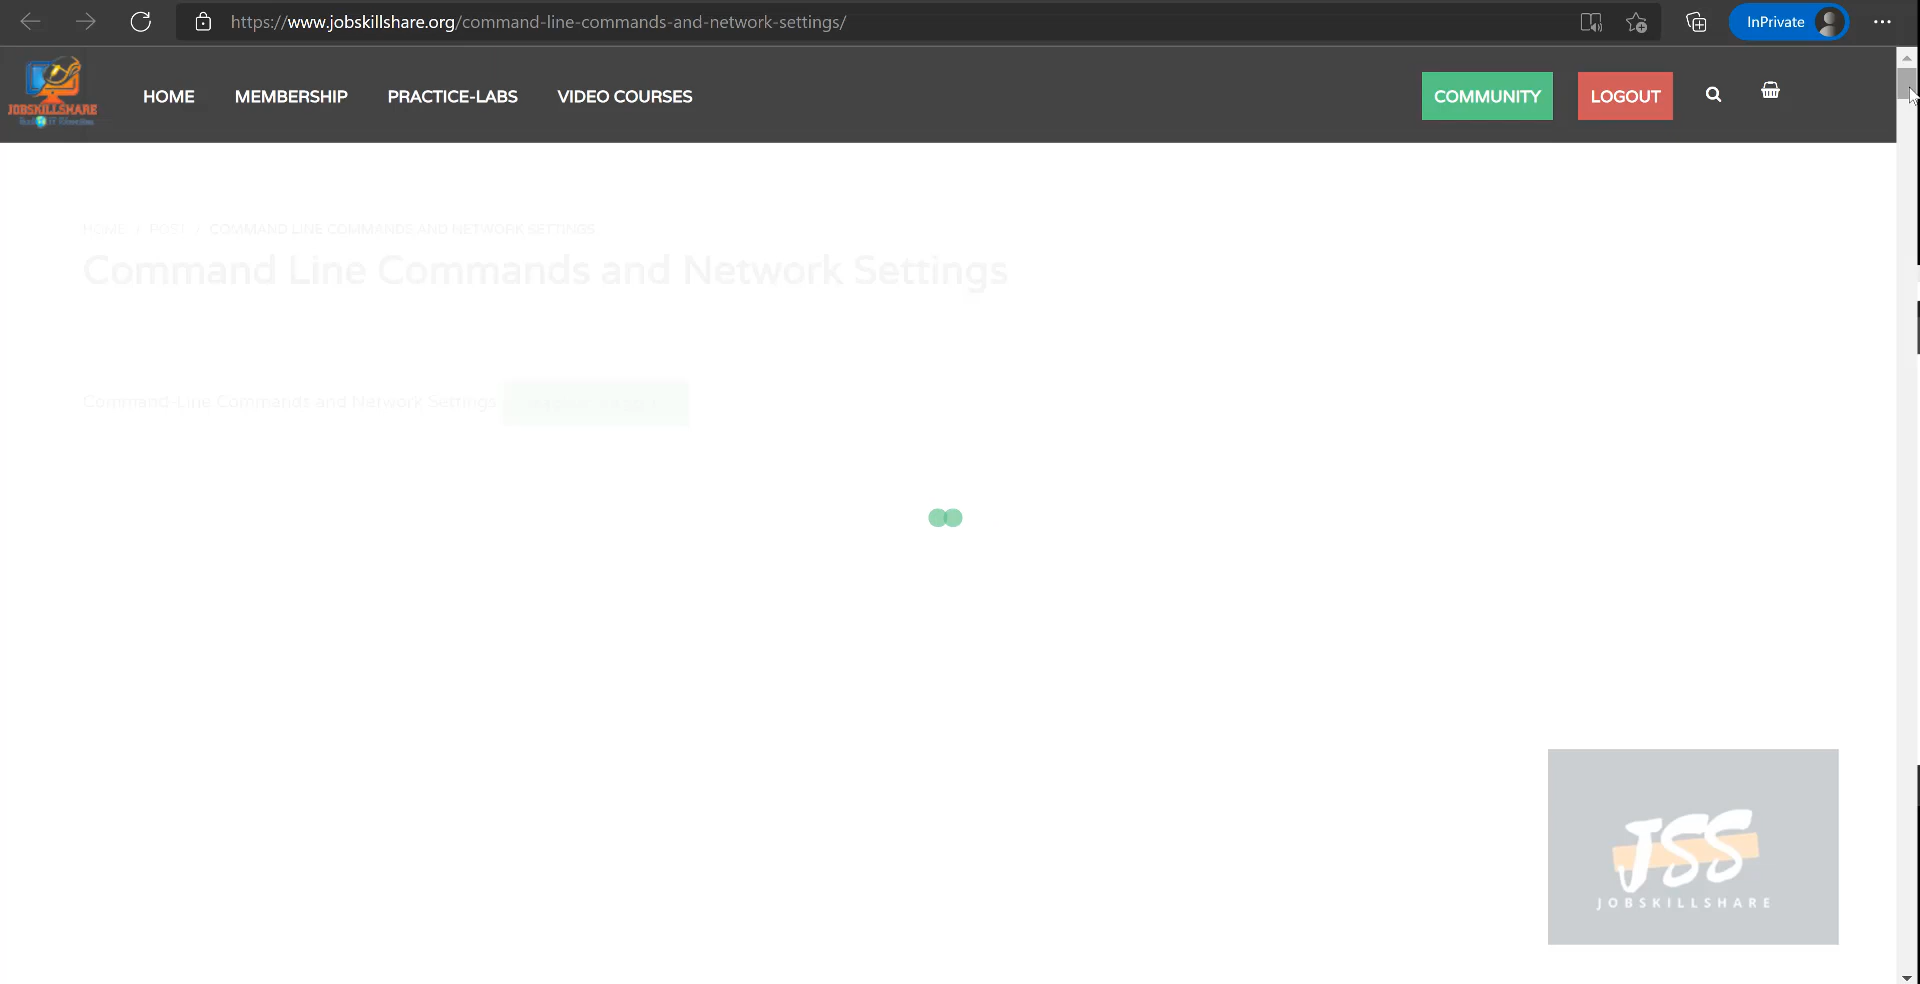 https://www.jobskillshare.org/command-line-commands-and-network-settings/
InPrivate
JOBSKILLSHARE
HOME
MEMBERSHIP
PRACTICE-LABS
VIDEO COURSES
COMMUNITY
LOGOUT
HOME / POST / COMMAND LINE COMMANDS AND NETWORK SETTINGS
Command Line Commands and Network Settings
Command-Line Commands and Network Settings
JSS
JOBSKILLSHARE